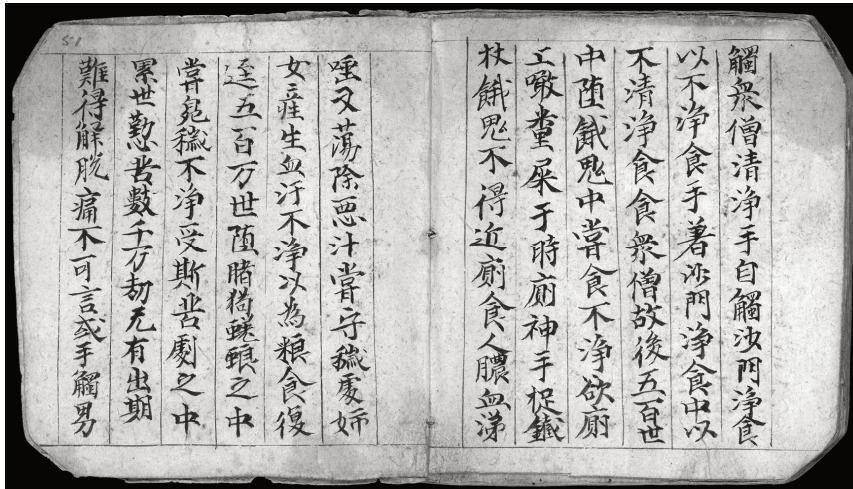 觸衆僧清淨手自觸沙門淨食
以不淨食手著沙門淨食中以
不清淨食食衆僧故後五百世
中墮餓鬼中常食不淨欲廁
上噉糞屎于時廁神手捉鐵
杖餓鬼不得近廁食人膿血涕
唾又蕩除惡汁當守穢處婦
女産生血汙不淨以為粮食復
逕五百万世墮賭猪蜣蜋之中
常㒵穢不淨受斯苦劇之中
累世懃苦數千万劫无有出期
難得解脫痛不可言或手觸男
51